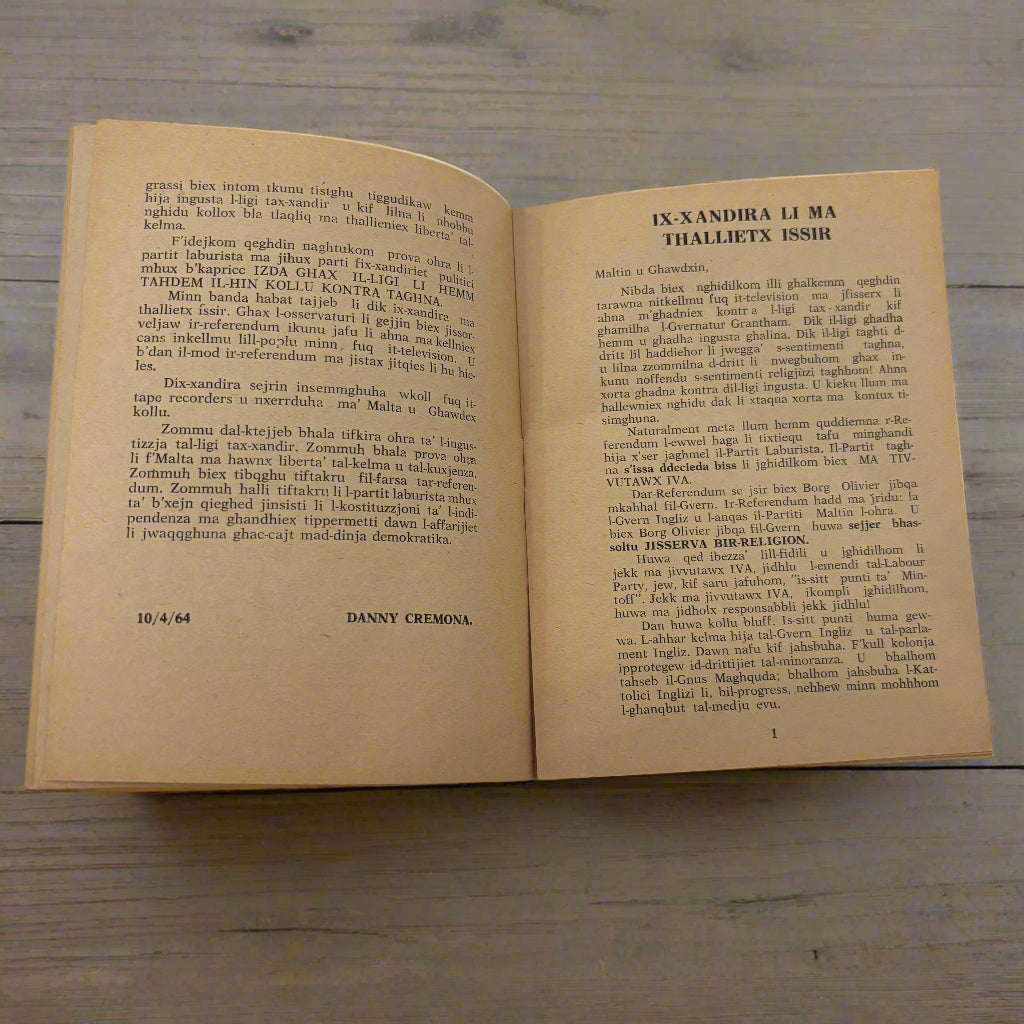 grassi biex intom tkunu tistghu tiggudikaw kemm
hija ingusta l-ligi tax-xandir u kif lilna li nhobbu
nghidu kollox bla tlaqliq ma thallieniex liberta' tal-
kelma.
F'idejkom qeghdin naghtukom prova ohra li l-
partit laburista ma jihux parti fix-xandiriet politici
mhux b'kapricc IZDA GHAX IL-LIGI LI HEMM
TAHDEM IL-HIN KOLLU KONTRA TAGHNA.
Minn banda habat tajjeb li dik ix-xandira ma
thallietx issir. Ghax l-osservaturi li gejjin biex jissor-
veljaw ir-referendum ikunu jafu li ahna ma kellniex
cans inkellmu lill-poplu minn fuq it-television. U
b'dan il-mod ir-referendum ma jistax jitqies li hu hie-
les.
Dix-xandira sejrin insemmghuha wkoll fuq it-
tape recorders u nxerrduha ma' Malta u Ghawdex
kollu.
Zommu dal-ktejjeb bhala tifkira ohra ta' l-ingus-
tizzja tal-ligi tax-xandir. Zommuh bhala prova ohra
li f'Malta ma hawnx liberta' tal-kelma u tal-kuxjenza.
Zommuh biex tibqghu tiftakru fil-farsa tar-referen-
dum. Zommuh halli tiftakru li l-partit laburista mhux
ta' b'xejn qieghed jinsisti li l-kostituzzjoni ta' l-indi-
pendenza ma ghandhiex tippermetti dawn l-affarijiet
li jwaqqghuna ghac-cajt mad-dinja demokratika.
10/4/64 DANNY CREMONA.
IX-XANDIRA LI MA
THALLIETX ISSIR
Maltin u Ghawdxin,
Nibda biex nghidilkom illi ghalkemm qeghdin
tarawna nitkellmu fuq it-television ma jfisserx li
ahna m'ghadniex kontra l-ligi tax-xandir kif
ghamilha l-Gvernatur Grantham. Dik il-ligi ghadha
hemm u ghadha ingusta ghalina. Dik il-ligi taghti d-
dritt lil haddiehor li jwegga' s-sentimenti taghna,
u lilna zzommilna d-dritt li nwegbuhom ghax in-
kunu noffendu s-sentimenti religjuzi taghhom! Ahna
xorta ghadna kontra dil-ligi ingusta. U kieku llum ma
hallewniex nghidu dak li xtaqna xorta ma kontux ti-
simghuna.
Naturalment meta llum hemm quddiemna r-Re-
ferendum l-ewwel haga li tixtiequ tafu minghandi
hija x'ser jaghmel il-Partit Laburista. Il-Partit tagh-
na s'issa ddecieda biss li jghidilkom biex MA TIV-
VUTAWX IVA.
Dar-Referendum se jsir biex Borg Olivier jibqa
mkahhal fil-Gvern. Ir-Referendum hadd ma jridu: la
l-Gvern Ingliz u l-anqas il-Partiti Maltin l-ohra. U
biex Borg Olivier jibqa fil-Gvern huwa sejjer bhas-
soltu JISSERVA BIR-RELIGION.
Huwa qed ibezza' lill-fidili u jghidilhom li
jekk ma jivvutawx IVA, jidhlu l-emendi tal-Labour
Party, jew, kif saru jafuhom, "is-sitt punti ta' Min-
toff". Jekk ma jivvutawx IVA, ikompli jghidilhom,
huwa ma jidholx responsabbli jekk jidhlu!
Dan huwa kollu bluff. Is-sitt punti huma gew-
wa. L-ahhar kelma hija tal-Gvern Ingliz u tal-parla-
ment Ingliz. Dawn nafu kif jahsbuha. F'kull kolonja
ipprotegew id-drittijiet tal-minoranza. U bhalhom
tahseb il-Gnus Maghquda; bhalhom jahsbuha l-Kat-
tolici Inglizi li, bil-progress, nehhew minn mohhhom
l-ghanqbut tal-medju evu.
1